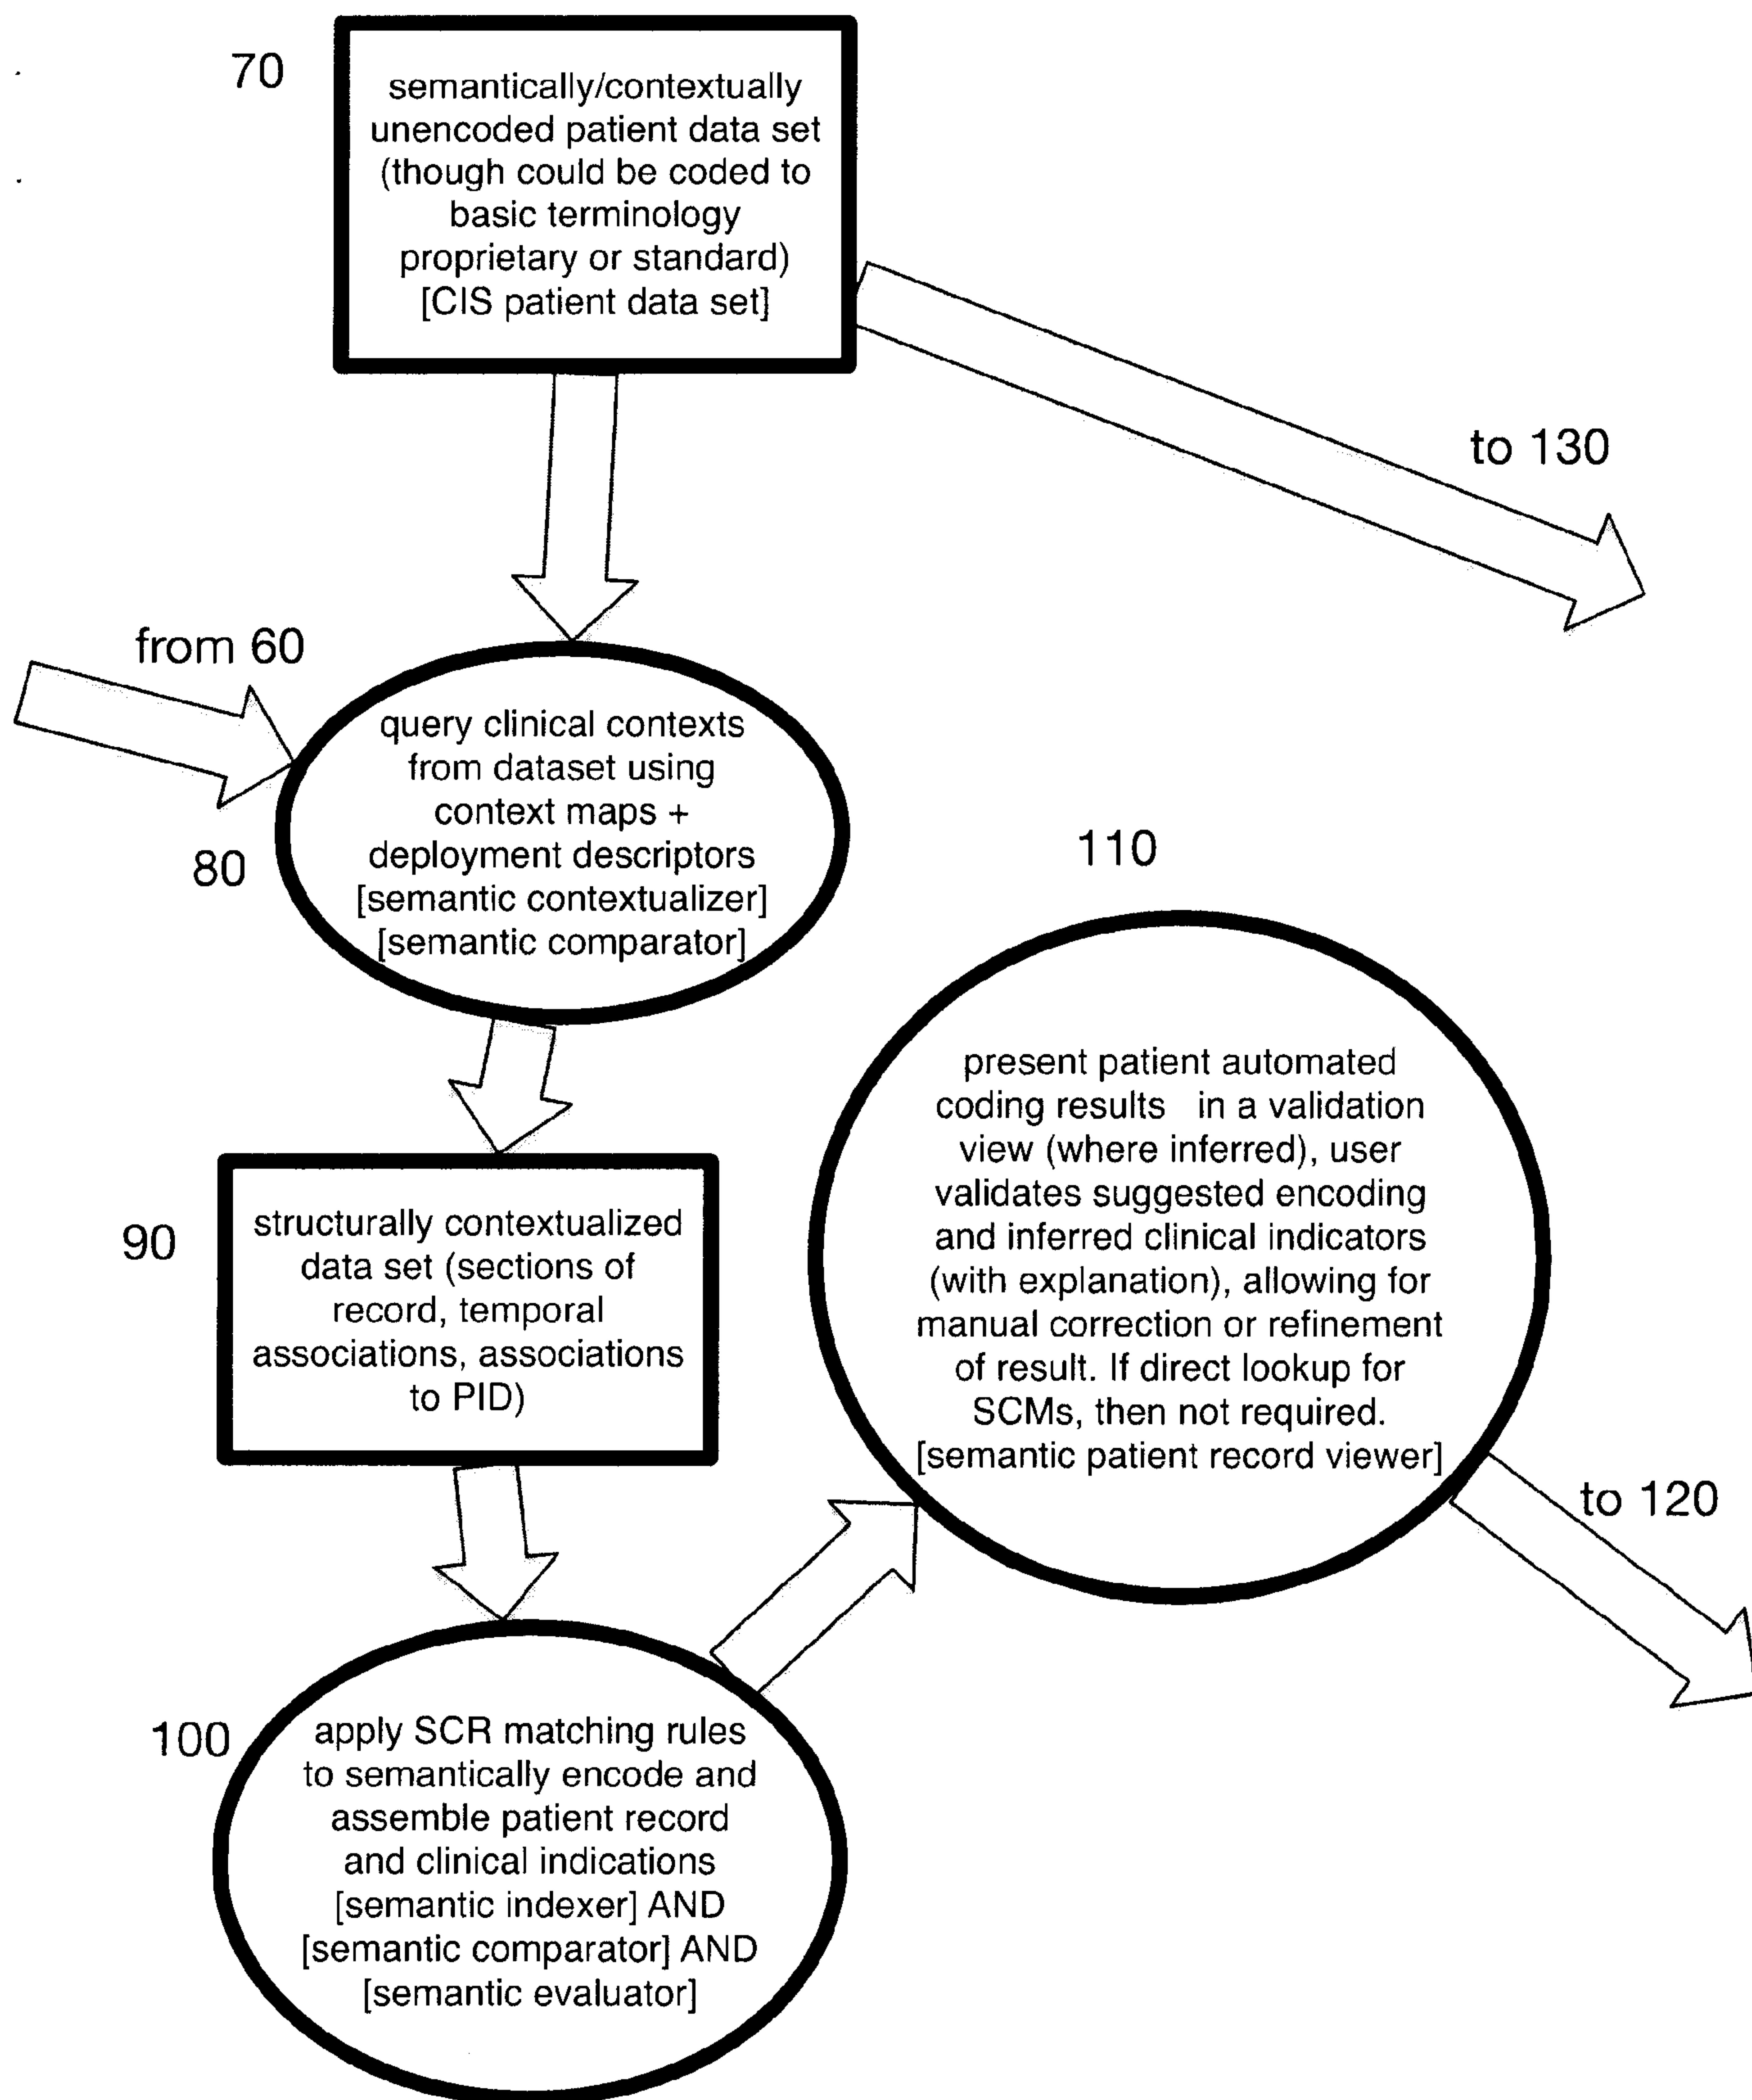 70
semantically/contextually
unencoded patient data set
(though could be coded to
basic terminology
proprietary or standard)
[CIS patient data set]
to 130
from 60
80
query clinical contexts
from dataset using
context maps +
deployment descriptors
[semantic contextualizer]
[semantic comparator]
110
present patient automated
coding results in a validation
view (where inferred), user
validates suggested encoding
and inferred clinical indicators
(with explanation), allowing for
manual correction or refinement
of result. If direct lookup for
SCMs, then not required.
[semantic patient record viewer]
to 120
90
structurally contextualized
data set (sections of
record, temporal
associations, associations
to PID)
100
apply SCR matching rules
to semantically encode and
assemble patient record
and clinical indications
[semantic indexer] AND
[semantic comparator] AND
[semantic evaluator]